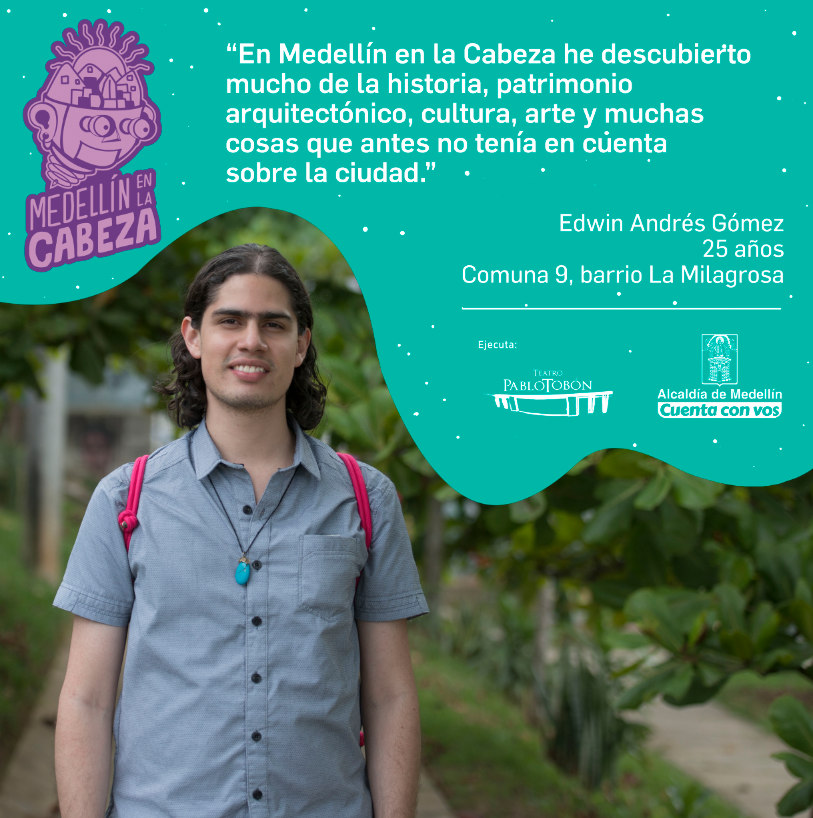 MEDELLÍN EN LA
CABEZA
“En Medellín en la Cabeza he descubierto
mucho de la historia, patrimonio
arquitectónico, cultura, arte y muchas
cosas que antes no tenía en cuenta
sobre la ciudad.”
Edwin Andrés Gómez
25 años
Comuna 9, barrio La Milagrosa
Ejecuta:
TEATRO
PABLOTOBÓN
Alcaldía de Medellín
Cuenta con vos